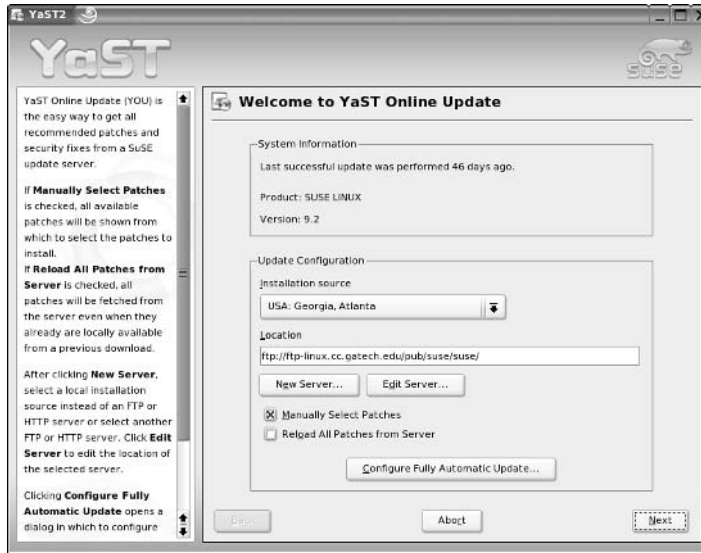 YaST2
YaST
SUSE
YaST Online Update (YOU) is
the easy way to get all
recommended patches and
security fixes from a SuSE
update server.
If Manually Select Patches
is checked, all available
patches will be shown from
which to select the patches to
install.
If Reload All Patches from
Server is checked, all
patches will be fetched from
the server even when they
already are locally available
from a previous download.
After clicking New Server,
select a local installation
source instead of an FTP or
HTTP server or select another
FTP or HTTP server. Click Edit
Server to edit the location of
the selected server.
Clicking Configure Fully
Automatic Update opens a
dialog in which to configure
Welcome to YaST Online Update
System Information
Last successful update was performed 46 days ago.
Product: SUSE LINUX
Version: 9.2
Update Configuration
Installation source
USA: Georgia, Atlanta
Location
ftp://ftp-linux.cc.gatech.edu/pub/suse/suse/
New Server... Edit Server...
Manually Select Patches
Reload All Patches from Server
Configure Fully Automatic Update...
Back Abort Next